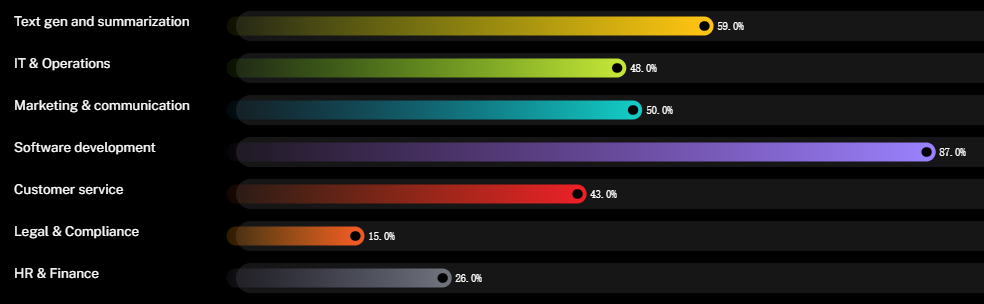 Text gen and summarization 59.0%
IT & Operations 48.0%
Marketing & communication 50.0%
Software development 87.0%
Customer service 43.0%
Legal & Compliance 15.0%
HR & Finance 26.0%